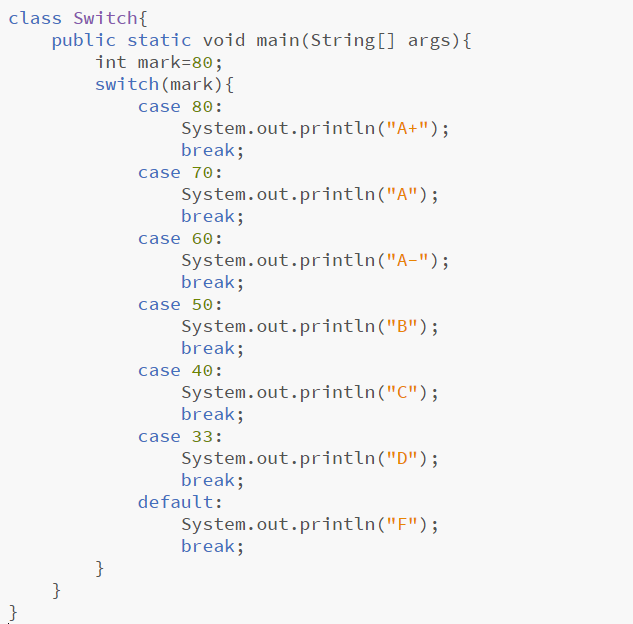 class Switch{
    public static void main(String[] args){
        int mark=80;
        switch(mark){
            case 80:
                System.out.println("A+");
                break;
            case 70:
                System.out.println("A");
                break;
            case 60:
                System.out.println("A-");
                break;
            case 50:
                System.out.println("B");
                break;
            case 40:
                System.out.println("C");
                break;
            case 33:
                System.out.println("D");
                break;
            default:
                System.out.println("F");
                break;
        }
    }
}